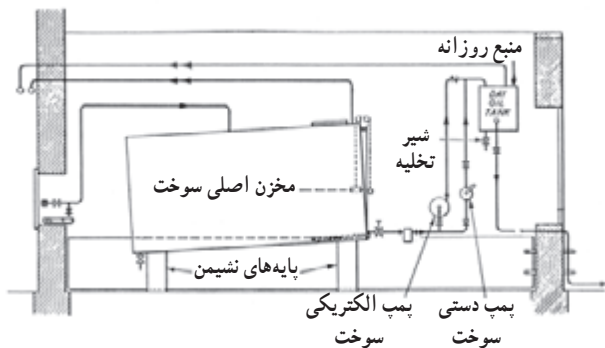 منبع روزانه
DAY
OIL
TANK
شیر
تخلیه
مخزن اصلی سوخت
پایه‌های نشیمن
پمپ الکتریکی
سوخت
پمپ دستی
سوخت